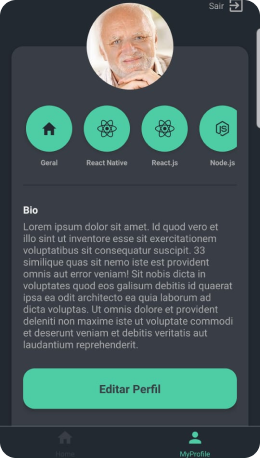 Sair
Geral
React Native
React.js
Node.js
Bio
Lorem ipsum dolor sit amet. Id quod vero et
illo sint ut inventore esse sit exercitationem
voluptatibus sit consequatur suscipit. 33
similique quas sit nemo iste est provident
omnis aut error veniam! Sit nobis dicta in
voluptates quod eos galisum debitis id quaerat
ipsa ea odit architecto ea quia laborum ad
dicta voluptas. Ut omnis dolore et provident
deleniti non maxime iste ut voluptate commodi
et deserunt veniam et debitis veritatis aut
laudantium reprehenderit.
Editar Perfil
Home
MyProfile